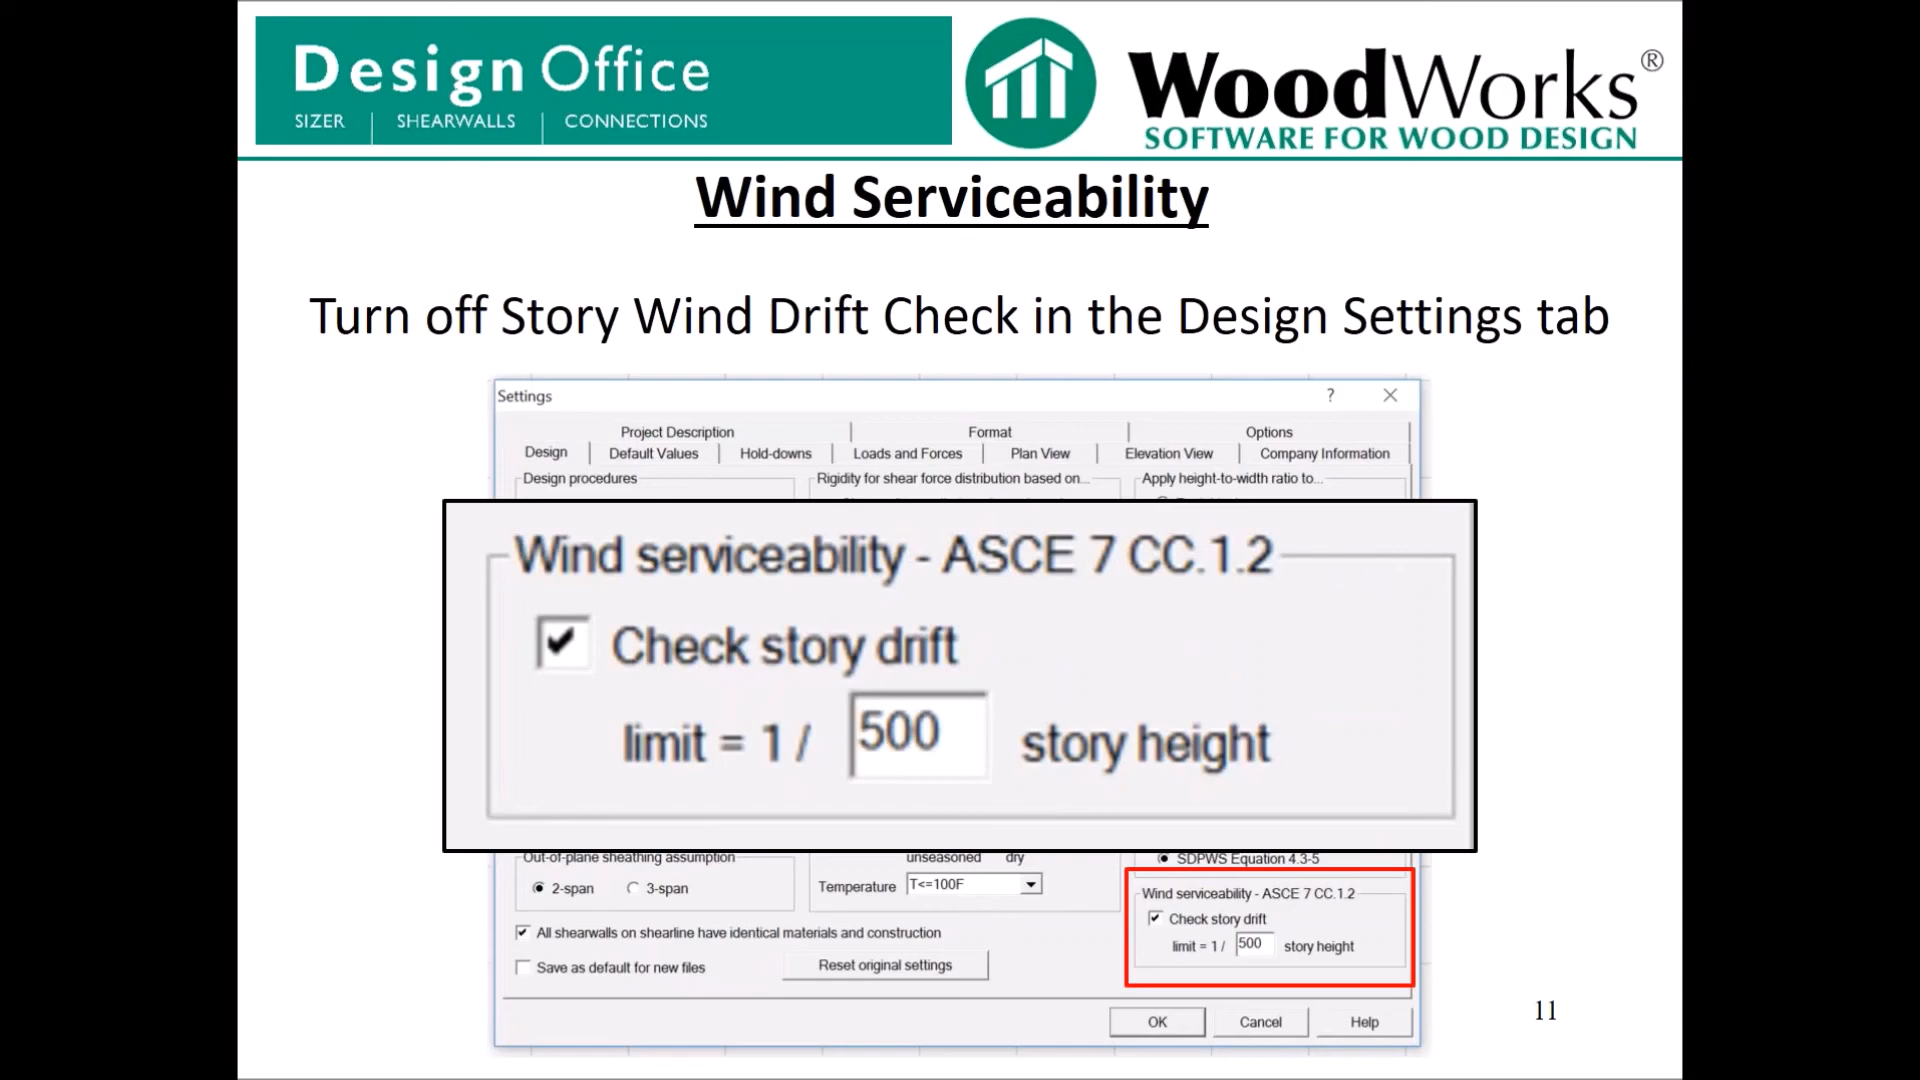 Design Office
SIZER | SHEARWALLS | CONNECTIONS
WoodWorks®
SOFTWARE FOR WOOD DESIGN
Wind Serviceability
Turn off Story Wind Drift Check in the Design Settings tab
Settings ?
Project Description Format Options
Design Default Values Hold-downs Loads and Forces Plan View Elevation View Company Information
Design procedures Rigidity for shear force distribution based on... Apply height-to-width ratio to...
Wind serviceability - ASCE 7 CC.1.2
Check story drift
limit = 1 / 500 story height
Out-of-plane sheathing assumption unseasoned dry SDPWS Equation 4.3-5
2-span 3-span Temperature T<=100F
Wind serviceability - ASCE 7 CC.1.2
Check story drift
limit = 1 / 500 story height
All shearwalls on shearline have identical materials and construction
Save as default for new files Reset original settings
OK Cancel Help
11